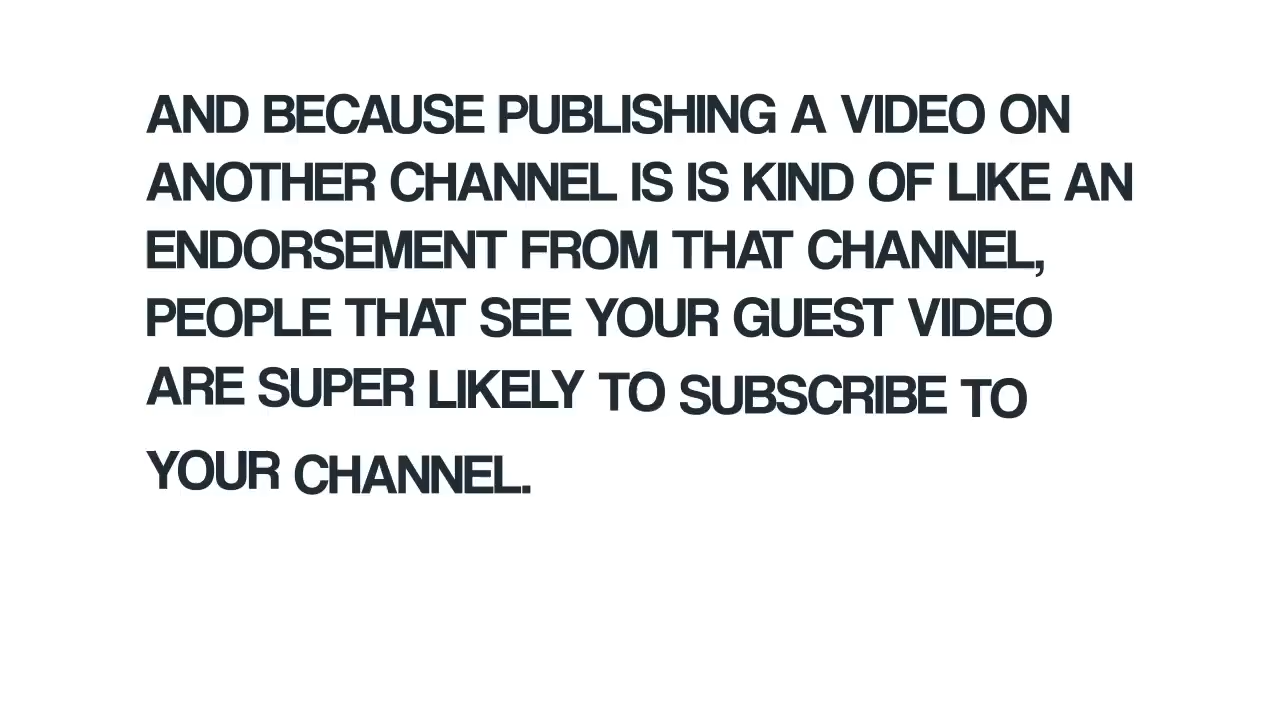 AND BECAUSE PUBLISHING A VIDEO ON
ANOTHER CHANNEL IS IS KIND OF LIKE AN
ENDORSEMENT FROM THAT CHANNEL,
PEOPLE THAT SEE YOUR GUEST VIDEO
ARE SUPER LIKELY TO SUBSCRIBE TO
YOUR CHANNEL.